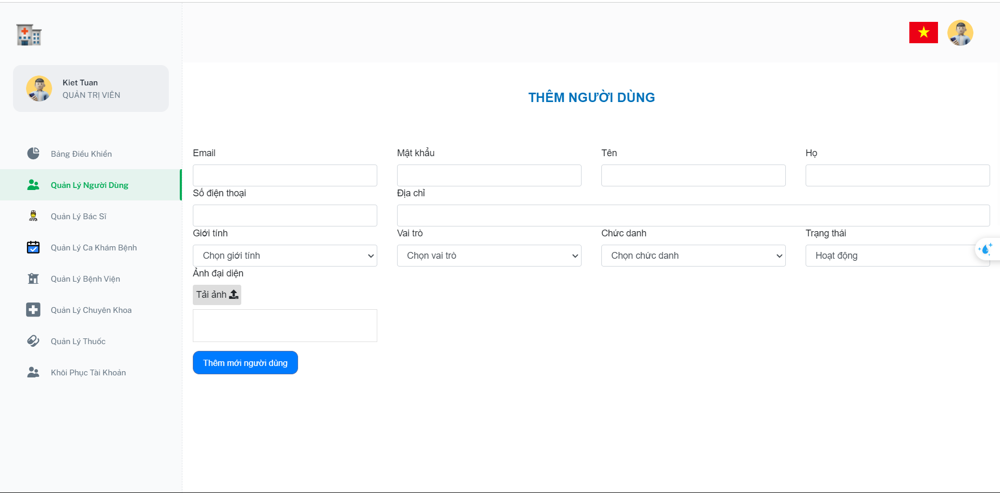 Kiet Tuan
QUẢN TRỊ VIÊN
Bảng Điều Khiển
Quản Lý Người Dùng
Quản Lý Bác Sĩ
Quản Lý Ca Khám Bệnh
Quản Lý Bệnh Viện
Quản Lý Chuyên Khoa
Quản Lý Thuốc
Khôi Phục Tài Khoản
THÊM NGƯỜI DÙNG
Email
Mật khẩu
Tên
Họ
Số điện thoại
Địa chỉ
Giới tính
Vai trò
Chức danh
Trạng thái
Chọn giới tính
Chọn vai trò
Chọn chức danh
Hoạt động
Ảnh đại diện
Tải ảnh
Thêm mới người dùng